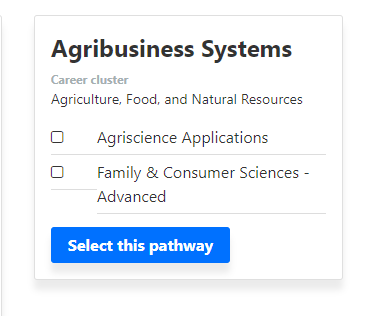 Agribusiness Systems
Career cluster
Agriculture, Food, and Natural Resources
Agriscience Applications
Family & Consumer Sciences -
Advanced
Select this pathway